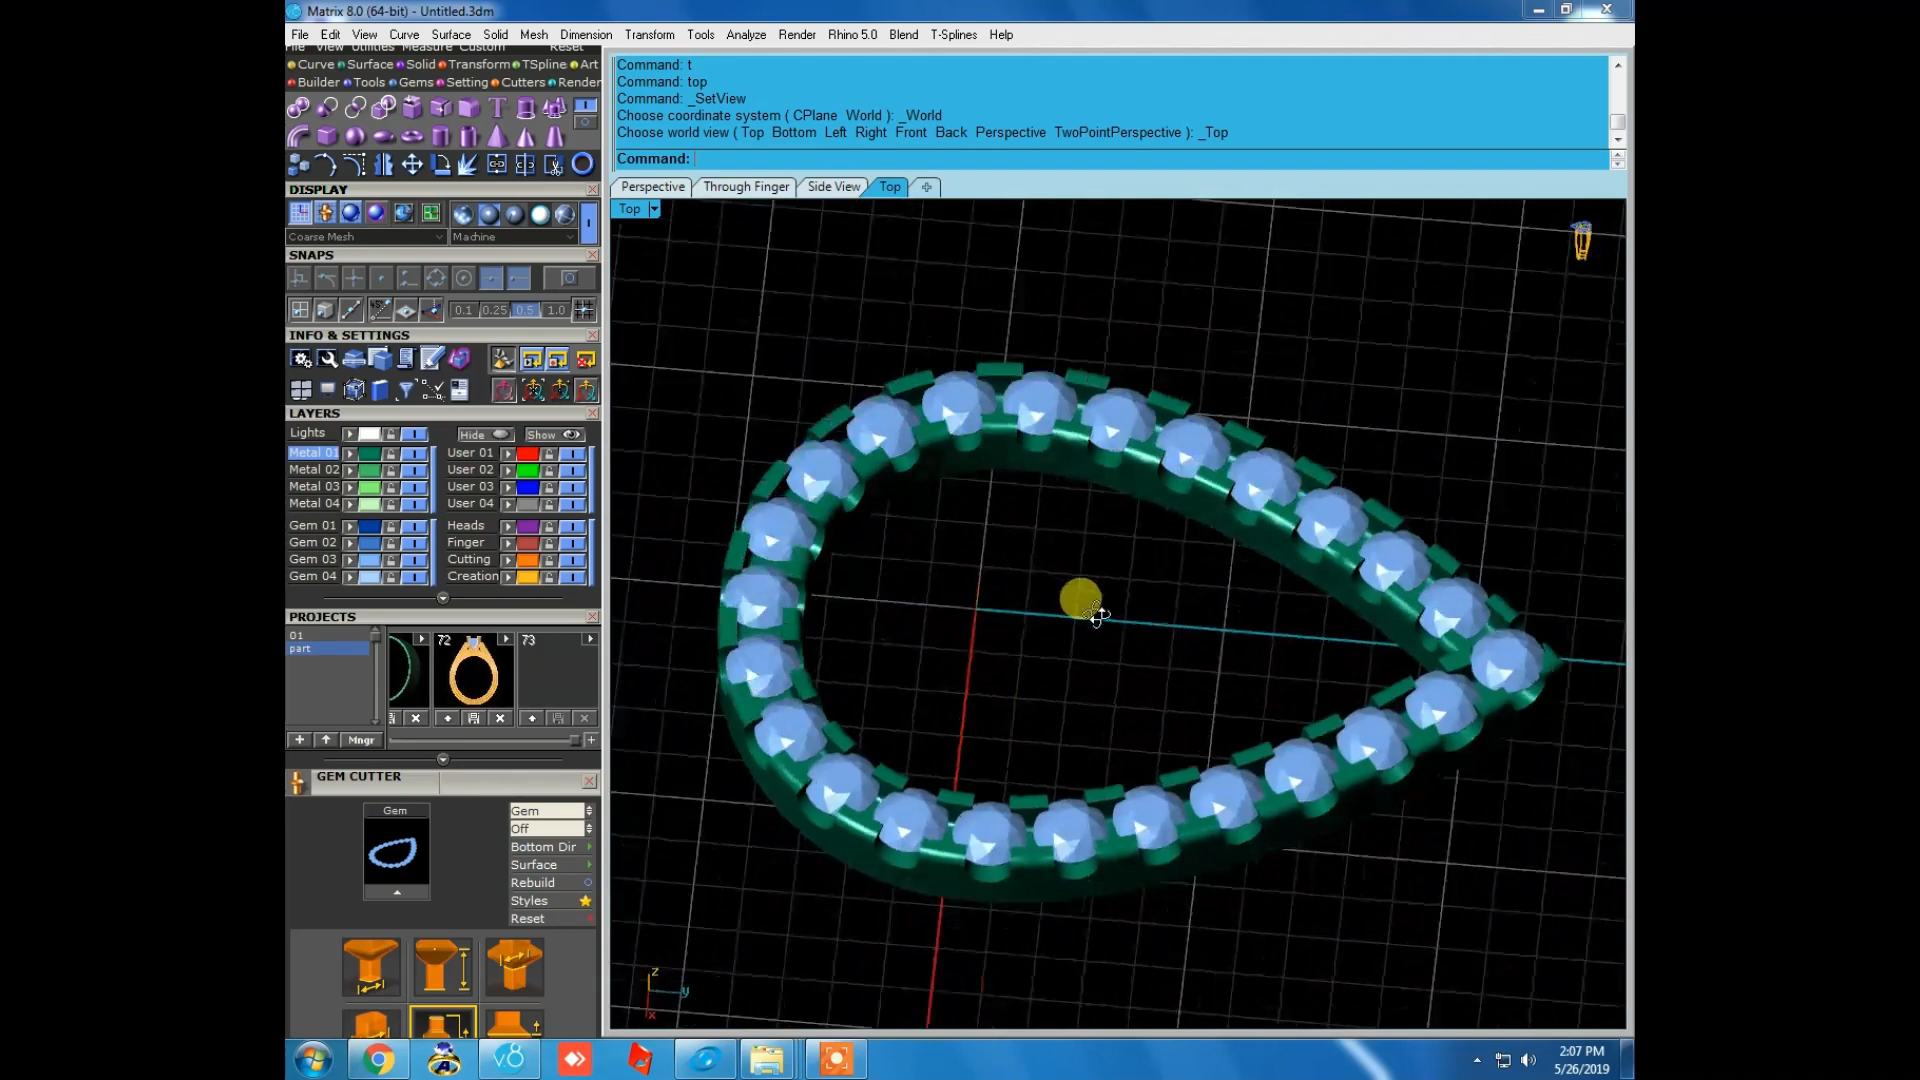 Matrix 8.0 (64-bit) - Untitled.3dm
File Edit View Curve Surface Solid Mesh Dimension Transform Tools Analyze Render Rhino 5.0 Blend T-Splines Help
File View Utilities Measure Custom Reset
Curve Surface Solid Transform TSpline Art
Builder Tools Gems Setting Cutters Render
DISPLAY
Coarse Mesh Machine
SNAPS
0.1 0.25 0.5 1.0
INFO & SETTINGS
LAYERS
Lights Hide Show
Metal 01 User 01
Metal 02 User 02
Metal 03 User 03
Metal 04 User 04
Gem 01 Heads
Gem 02 Finger
Gem 03 Cutting
Gem 04 Creation
PROJECTS
01
part
72 73
Mngr
GEM CUTTER
Gem
Gem
Off
Bottom Dir
Surface
Rebuild
Styles
Reset
Command: t
Command: top
Command: _SetView
Choose coordinate system ( CPlane World ): _World
Choose world view ( Top Bottom Left Right Front Back Perspective TwoPointPerspective ): _Top
Command:
Perspective Through Finger Side View Top
Top
z
y
x
v8
2:07 PM
5/26/2019